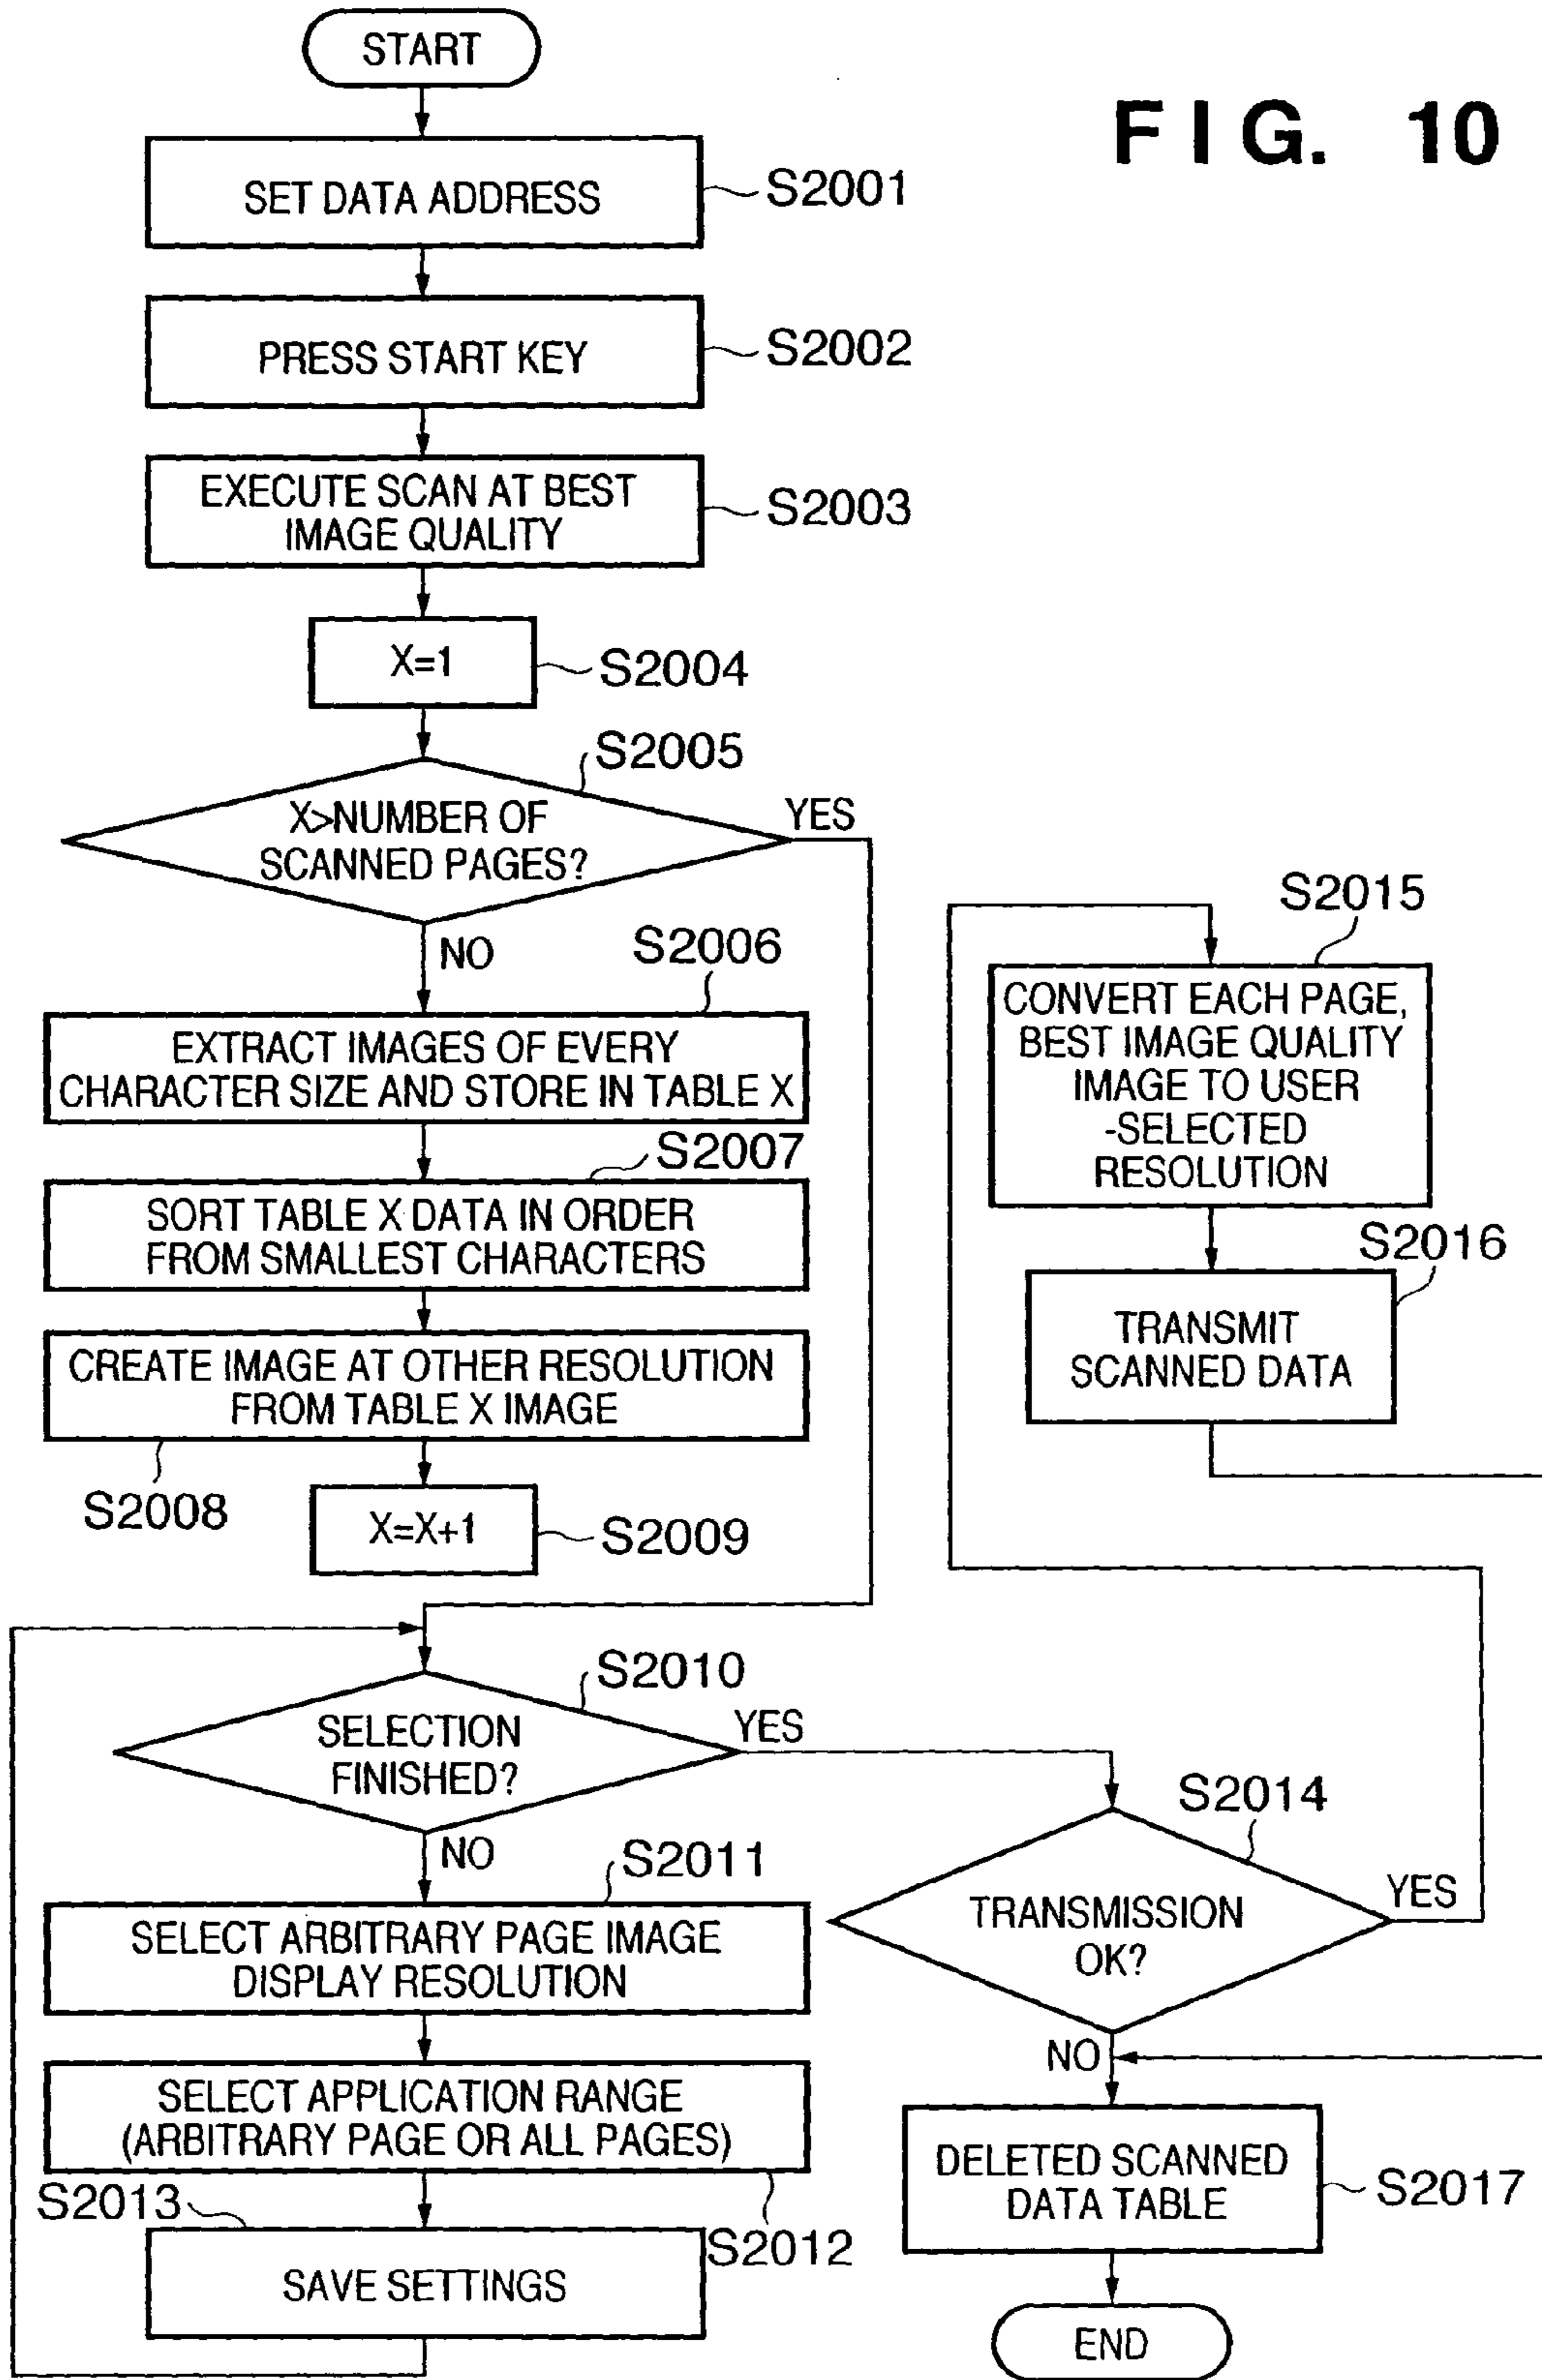 FIG. 10
START
SET DATA ADDRESS
S2001
PRESS START KEY
S2002
EXECUTE SCAN AT BEST
IMAGE QUALITY
S2003
X=1
S2004
S2005
X>NUMBER OF
SCANNED PAGES?
YES
NO
S2006
EXTRACT IMAGES OF EVERY
CHARACTER SIZE AND STORE IN TABLE X
S2007
SORT TABLE X DATA IN ORDER
FROM SMALLEST CHARACTERS
CREATE IMAGE AT OTHER RESOLUTION
FROM TABLE X IMAGE
S2008
X=X+1
S2009
S2010
SELECTION
FINISHED?
YES
NO
S2011
SELECT ARBITRARY PAGE IMAGE
DISPLAY RESOLUTION
SELECT APPLICATION RANGE
(ARBITRARY PAGE OR ALL PAGES)
S2012
S2013
SAVE SETTINGS
S2014
TRANSMISSION
OK?
YES
NO
S2015
CONVERT EACH PAGE,
BEST IMAGE QUALITY
IMAGE TO USER
-SELECTED
RESOLUTION
S2016
TRANSMIT
SCANNED DATA
DELETED SCANNED
DATA TABLE
S2017
END